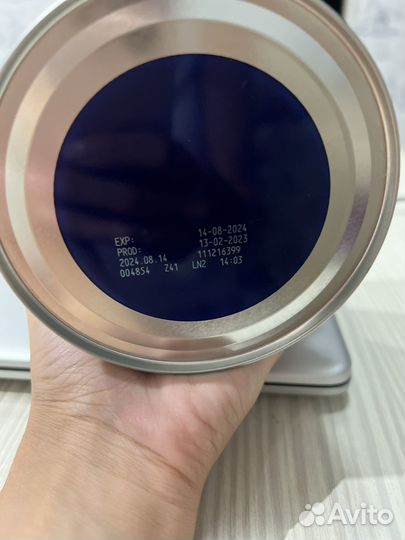 EXP: 14-08-2024
PROD: 13-02-2023
2024.08.14 111216399
004854 Z41 LN2 14:03
Avito